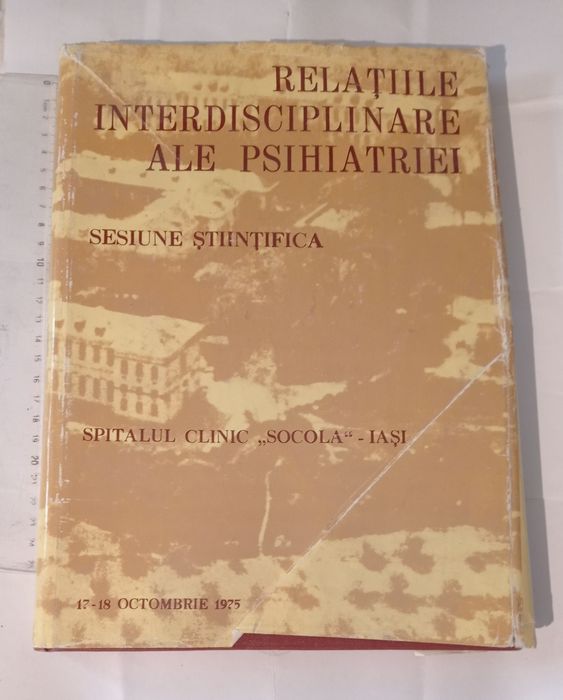 RELAȚIILE
INTERDISCIPLINARE
ALE PSIHIATRIEI
SESIUNE ȘTIINȚIFICA
SPITALUL CLINIC „SOCOLA“ - IAȘI
17-18 OCTOMBRIE 1975